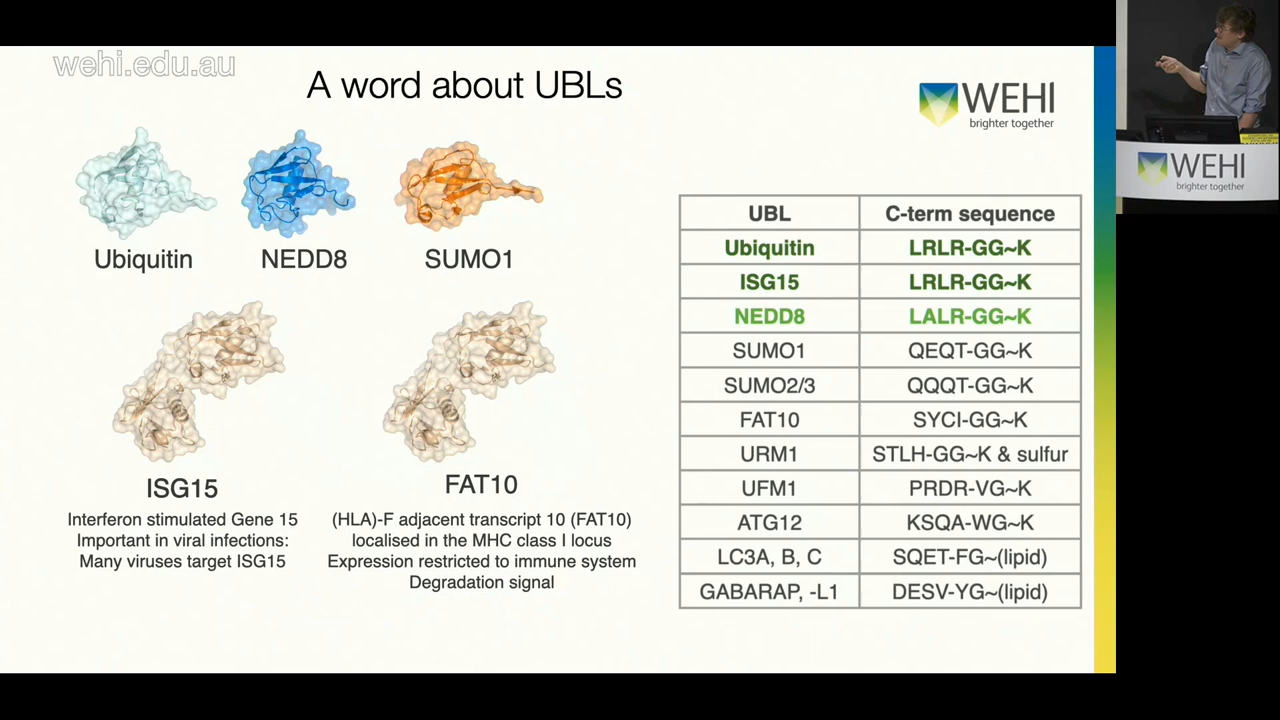 wehi.edu.au
A word about UBLs
WEHI
brighter together
Ubiquitin
NEDD8
SUMO1
ISG15
Interferon stimulated Gene 15
Important in viral infections:
Many viruses target ISG15
FAT10
(HLA)-F adjacent transcript 10 (FAT10)
localised in the MHC class I locus
Expression restricted to immune system
Degradation signal
UBL C-term sequence
Ubiquitin LRLR-GG~K
ISG15 LRLR-GG~K
NEDD8 LALR-GG~K
SUMO1 QEQT-GG~K
SUMO2/3 QQQT-GG~K
FAT10 SYCI-GG~K
URM1 STLH-GG~K & sulfur
UFM1 PRDR-VG~K
ATG12 KSQA-WG~K
LC3A, B, C SQET-FG~(lipid)
GABARAP, -L1 DESV-YG~(lipid)
WEHI
brighter together